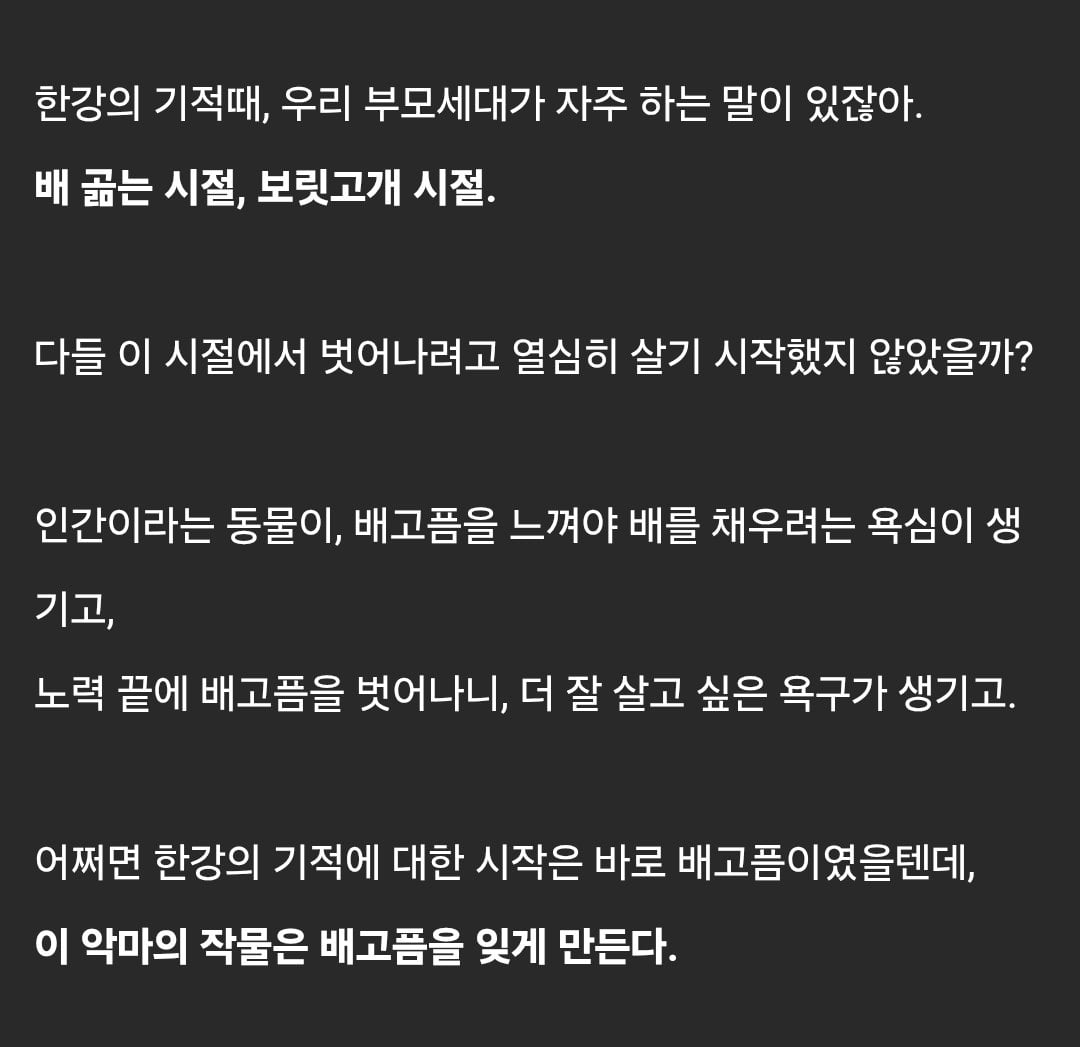 한강의 기적때, 우리 부모세대가 자주 하는 말이 있잖아.
배 곪는 시절, 보릿고개 시절.
다들 이 시절에서 벗어나려고 열심히 살기 시작했지 않았을까?
인간이라는 동물이, 배고픔을 느껴야 배를 채우려는 욕심이 생
기고,
노력 끝에 배고픔을 벗어나니, 더 잘 살고 싶은 욕구가 생기고.
어쩌면 한강의 기적에 대한 시작은 바로 배고픔이였을텐데,
이 악마의 작물은 배고픔을 잊게 만든다.